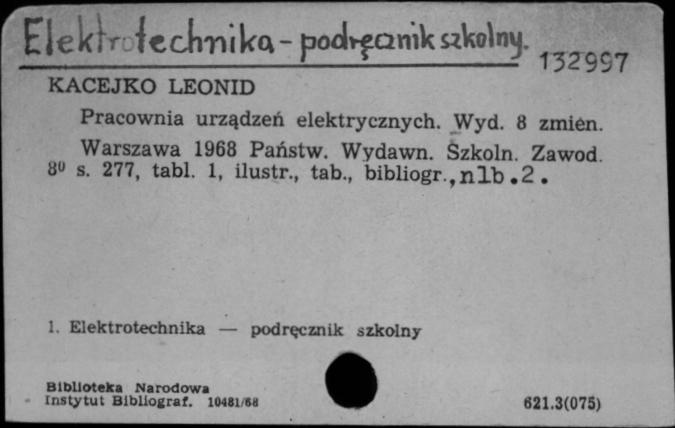 Elektrotechnika - podręcznik szkolny.
132997
KACEJKO LEONID
Pracownia urządzeń elektrycznych. Wyd. 8 zmien.
Warszawa 1968 Państw. Wydawn. Szkoln. Zawod.
8⁰ s. 277, tabl. 1, ilustr., tab., bibliogr., nlb.2.
1. Elektrotechnika — podręcznik szkolny
Biblioteka Narodowa
Instytut Bibliograf. 10481/68
621.3(075)